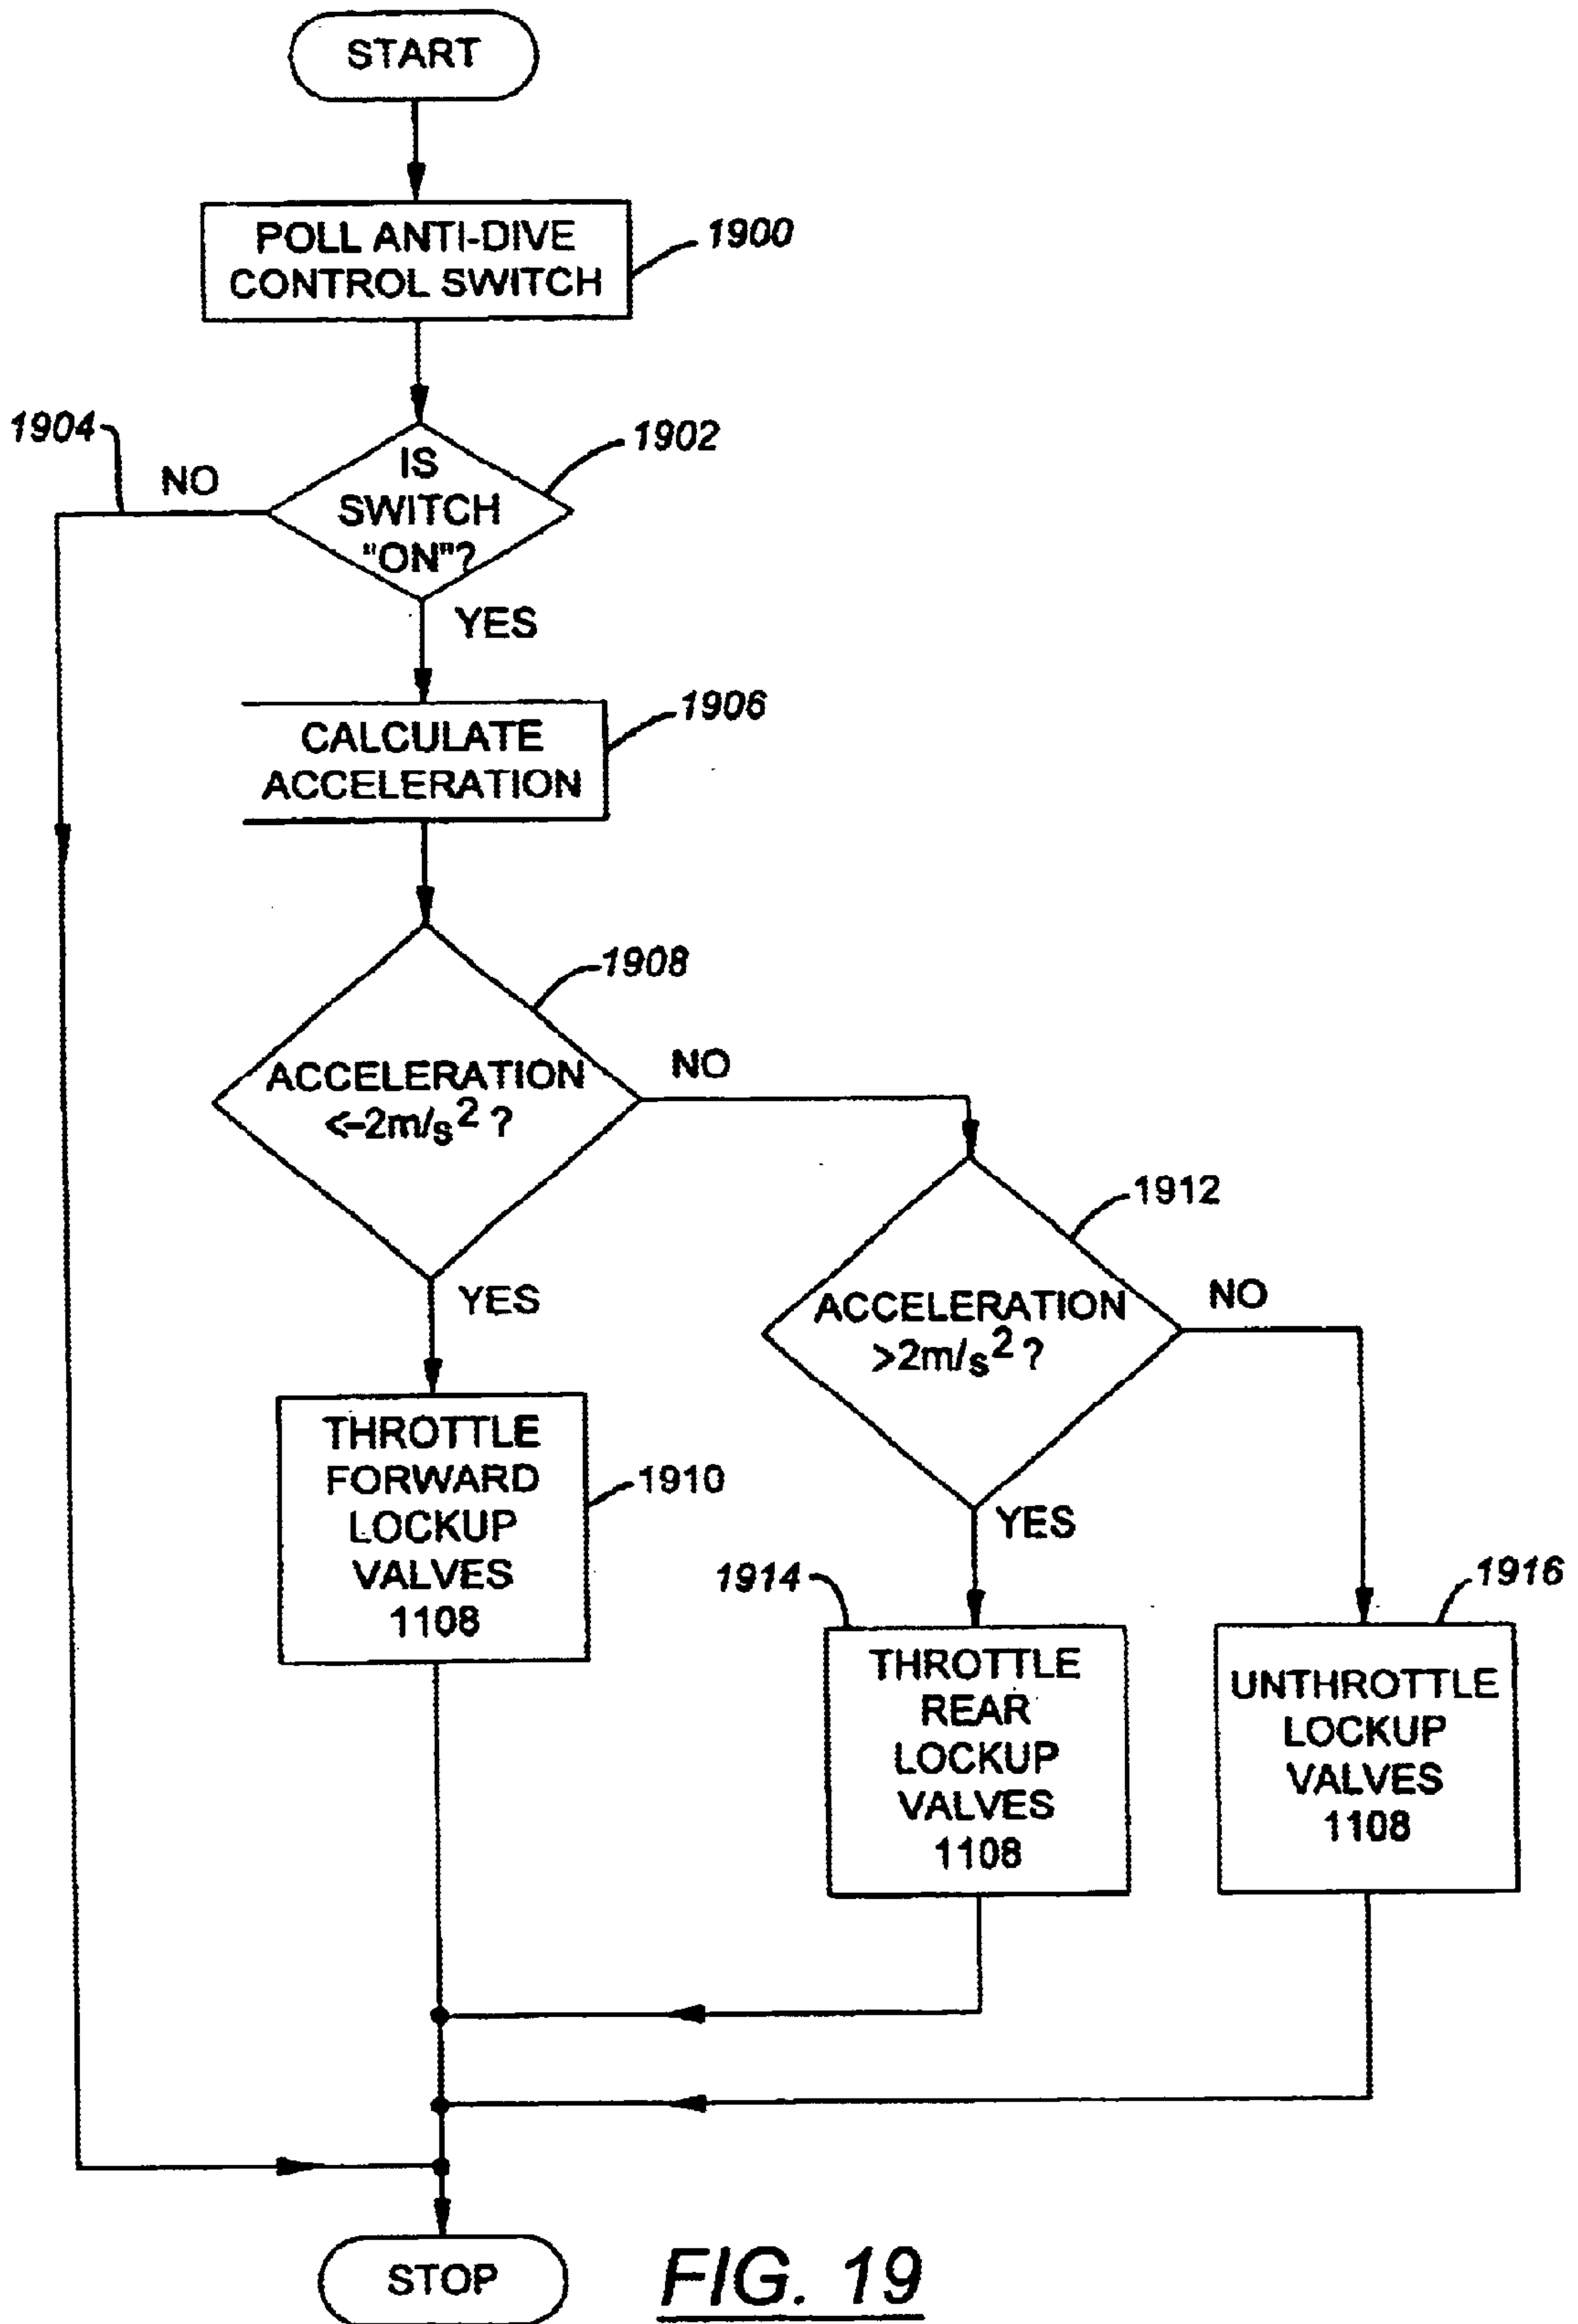 START
POLL ANTI-DIVE
CONTROL SWITCH
1900
1904
NO
1902
IS
SWITCH
"ON"?
YES
1906
CALCULATE
ACCELERATION
1908
ACCELERATION
<-2m/s² ?
NO
YES
1912
ACCELERATION
>2m/s² ?
NO
YES
THROTTLE
FORWARD
LOCKUP
VALVES
1108
1910
1914
THROTTLE
REAR
LOCKUP
VALVES
1108
1916
UNTHROTTLE
LOCKUP
VALVES
1108
STOP
FIG. 19